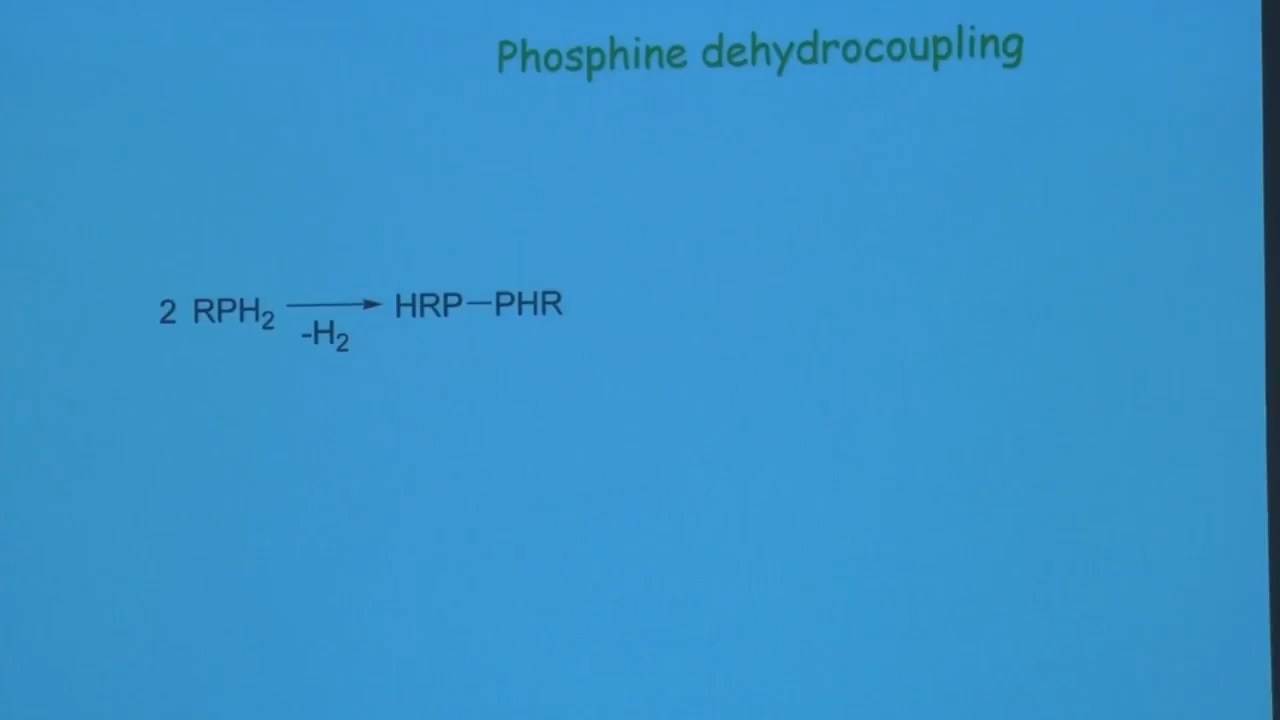 Phosphine dehydrocoupling
2 RPH₂ ⟶ HRP–PHR
-H₂